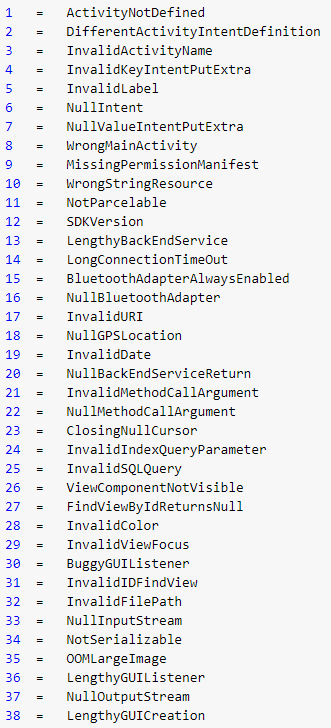 1 = ActivityNotDefined
2 = DifferentActivityIntentDefinition
3 = InvalidActivityName
4 = InvalidKeyIntentPutExtra
5 = InvalidLabel
6 = NullIntent
7 = NullValueIntentPutExtra
8 = WrongMainActivity
9 = MissingPermissionManifest
10 = WrongStringResource
11 = NotParcelable
12 = SDKVersion
13 = LengthyBackEndService
14 = LongConnectionTimeOut
15 = BluetoothAdapterAlwaysEnabled
16 = NullBluetoothAdapter
17 = InvalidURI
18 = NullGPSLocation
19 = InvalidDate
20 = NullBackEndServiceReturn
21 = InvalidMethodCallArgument
22 = NullMethodCallArgument
23 = ClosingNullCursor
24 = InvalidIndexQueryParameter
25 = InvalidSQLQuery
26 = ViewComponentNotVisible
27 = FindViewByIdReturnsNull
28 = InvalidColor
29 = InvalidViewFocus
30 = BuggyGUIListener
31 = InvalidIDFindView
32 = InvalidFilePath
33 = NullInputStream
34 = NotSerializable
35 = OOMLargeImage
36 = LengthyGUIListener
37 = NullOutputStream
38 = LengthyGUICreation